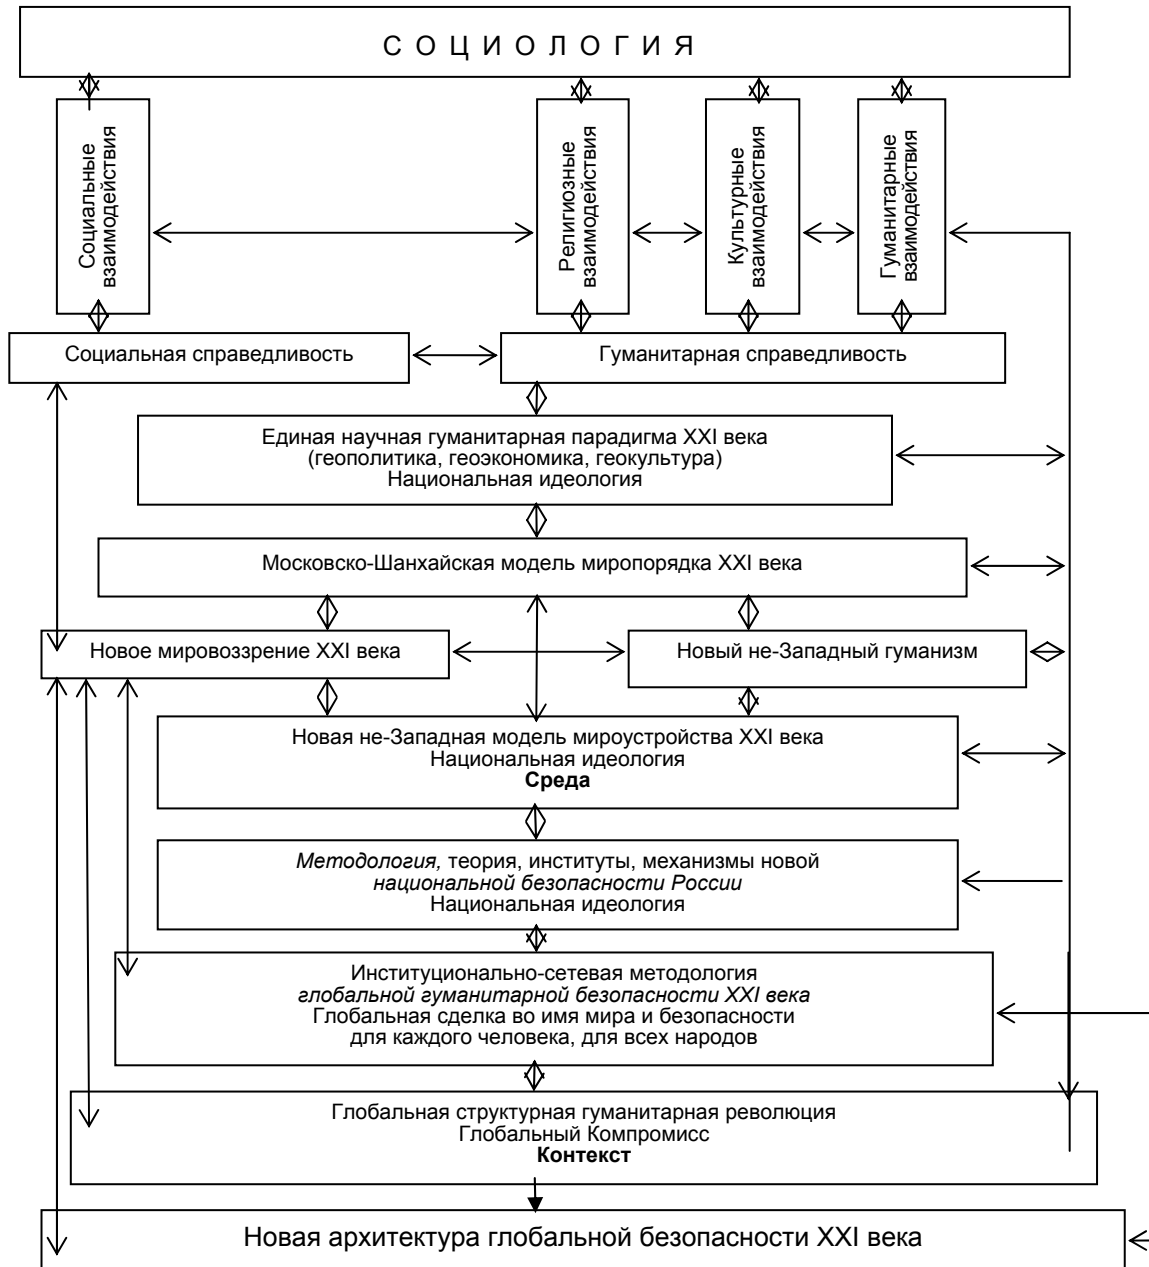 СОЦИОЛОГИЯ
Социальные
взаимодействия
Религиозные
взаимодействия
Культурные
взаимодействия
Гуманитарные
взаимодействия
Социальная справедливость
Гуманитарная справедливость
Единая научная гуманитарная парадигма XXI века
(геополитика, геоэкономика, геокультура)
Национальная идеология
Московско-Шанхайская модель миропорядка XXI века
Новое мировоззрение XXI века
Новый не-Западный гуманизм
Новая не-Западная модель мироустройства XXI века
Национальная идеология
Среда
Методология, теория, институты, механизмы новой
национальной безопасности России
Национальная идеология
Институционально-сетевая методология
глобальной гуманитарной безопасности XXI века
Глобальная сделка во имя мира и безопасности
для каждого человека, для всех народов
Глобальная структурная гуманитарная революция
Глобальный Компромисс
Контекст
Новая архитектура глобальной безопасности XXI века